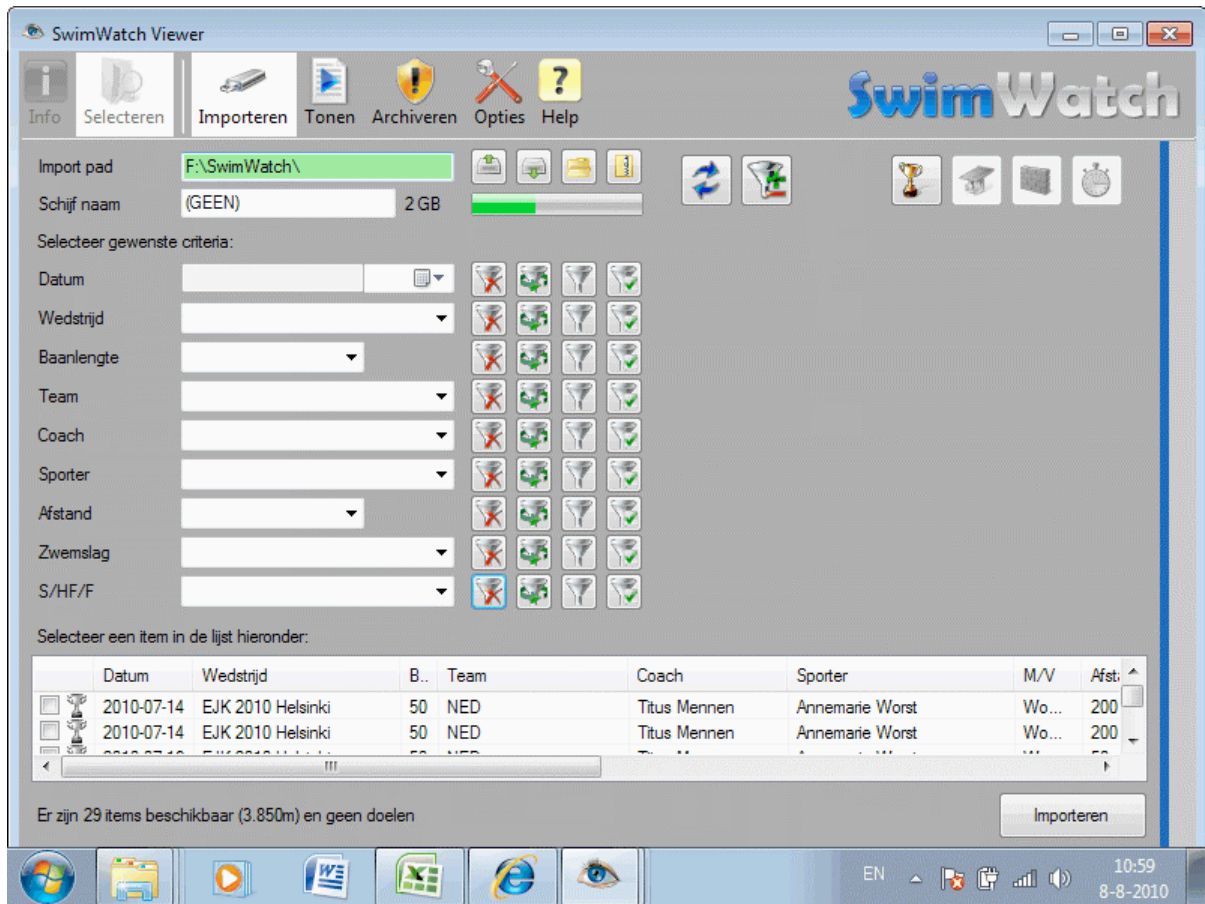 SwimWatch Viewer
Info Selecteren Importeren Tonen Archiveren Opties Help
SwimWatch
Import pad F:\SwimWatch\
Schijf naam (GEEN) 2 GB
Selecteer gewenste criteria:
Datum
Wedstrijd
Baanlengte
Team
Coach
Sporter
Afstand
Zwemslag
S/HF/F
Selecteer een item in de lijst hieronder:
Datum Wedstrijd B.. Team Coach Sporter M/V Afst
2010-07-14 EJK 2010 Helsinki 50 NED Titus Mennen Annemarie Worst Wo... 200
2010-07-14 EJK 2010 Helsinki 50 NED Titus Mennen Annemarie Worst Wo... 200
Er zijn 29 items beschikbaar (3.850m) en geen doelen Importeren
EN 10:59
8-8-2010